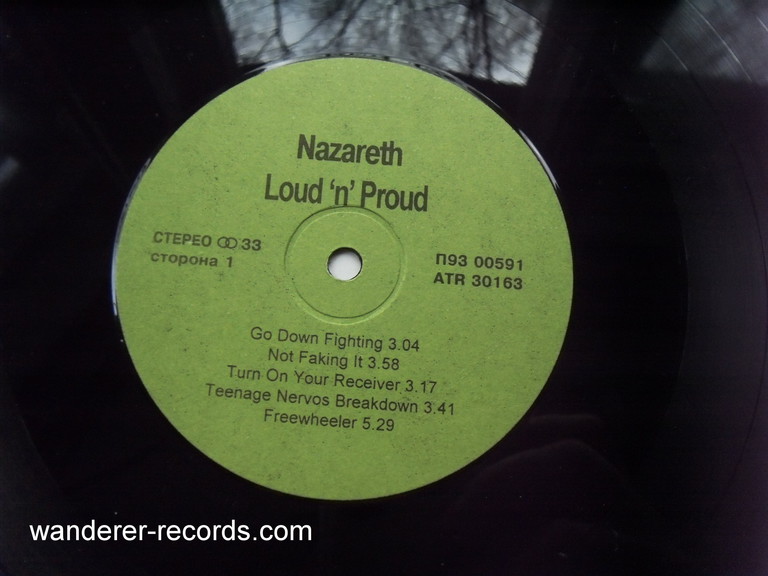 Nazareth
Loud 'n' Proud
СТЕРЕО 33
сторона 1
П93 00591
ATR 30163
Go Down Fighting 3.04
Not Faking It 3.58
Turn On Your Receiver 3.17
Teenage Nervos Breakdown 3.41
Freewheeler 5.29
wanderer-records.com